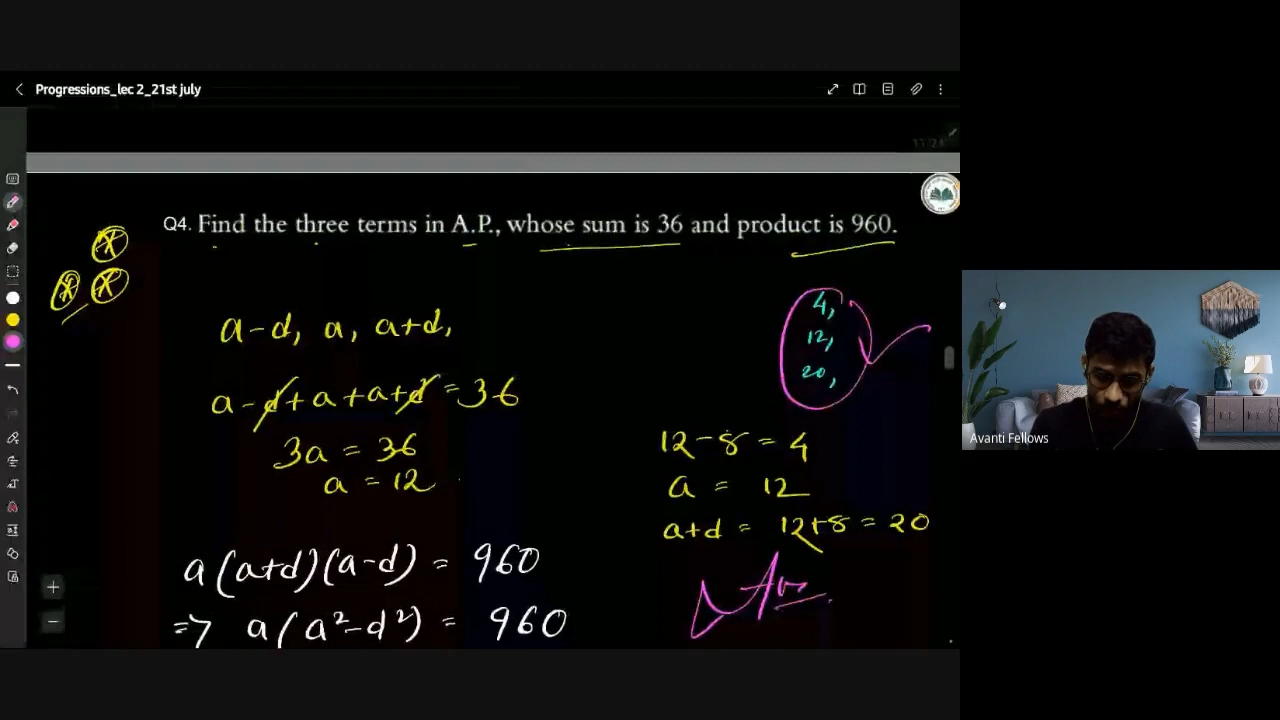 Progressions_lec 2_21st july
Q4. Find the three terms in A.P., whose sum is 36 and product is 960.
a-d, a, a+d,
a-d+a+a+d=36
3a = 36
a = 12
a(a+d)(a-d) = 960
=> a(a²-d²) = 960
4,
12,
20,
12-8 = 4
a = 12
a+d = 12+8 = 20
Ans
Avanti Fellows